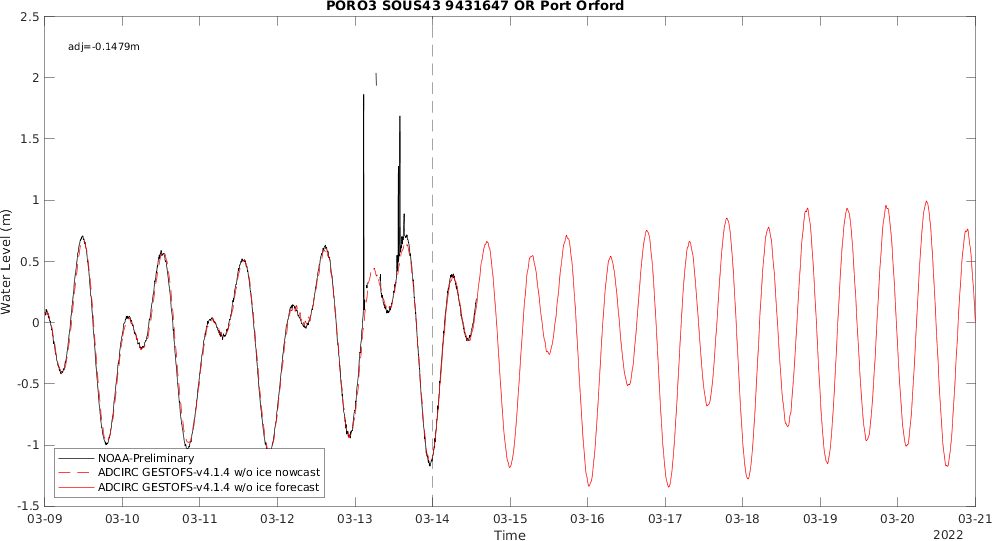 PORO3 SOUS43 9431647 OR Port Orford
adj=-0.1479m
Water Level (m)
2.5
2
1.5
1
0.5
0
-0.5
-1
-1.5
NOAA-Preliminary
ADCIRC GESTOFS-v4.1.4 w/o ice nowcast
ADCIRC GESTOFS-v4.1.4 w/o ice forecast
03-09 03-10 03-11 03-12 03-13 03-14 03-15 03-16 03-17 03-18 03-19 03-20 03-21
Time
2022